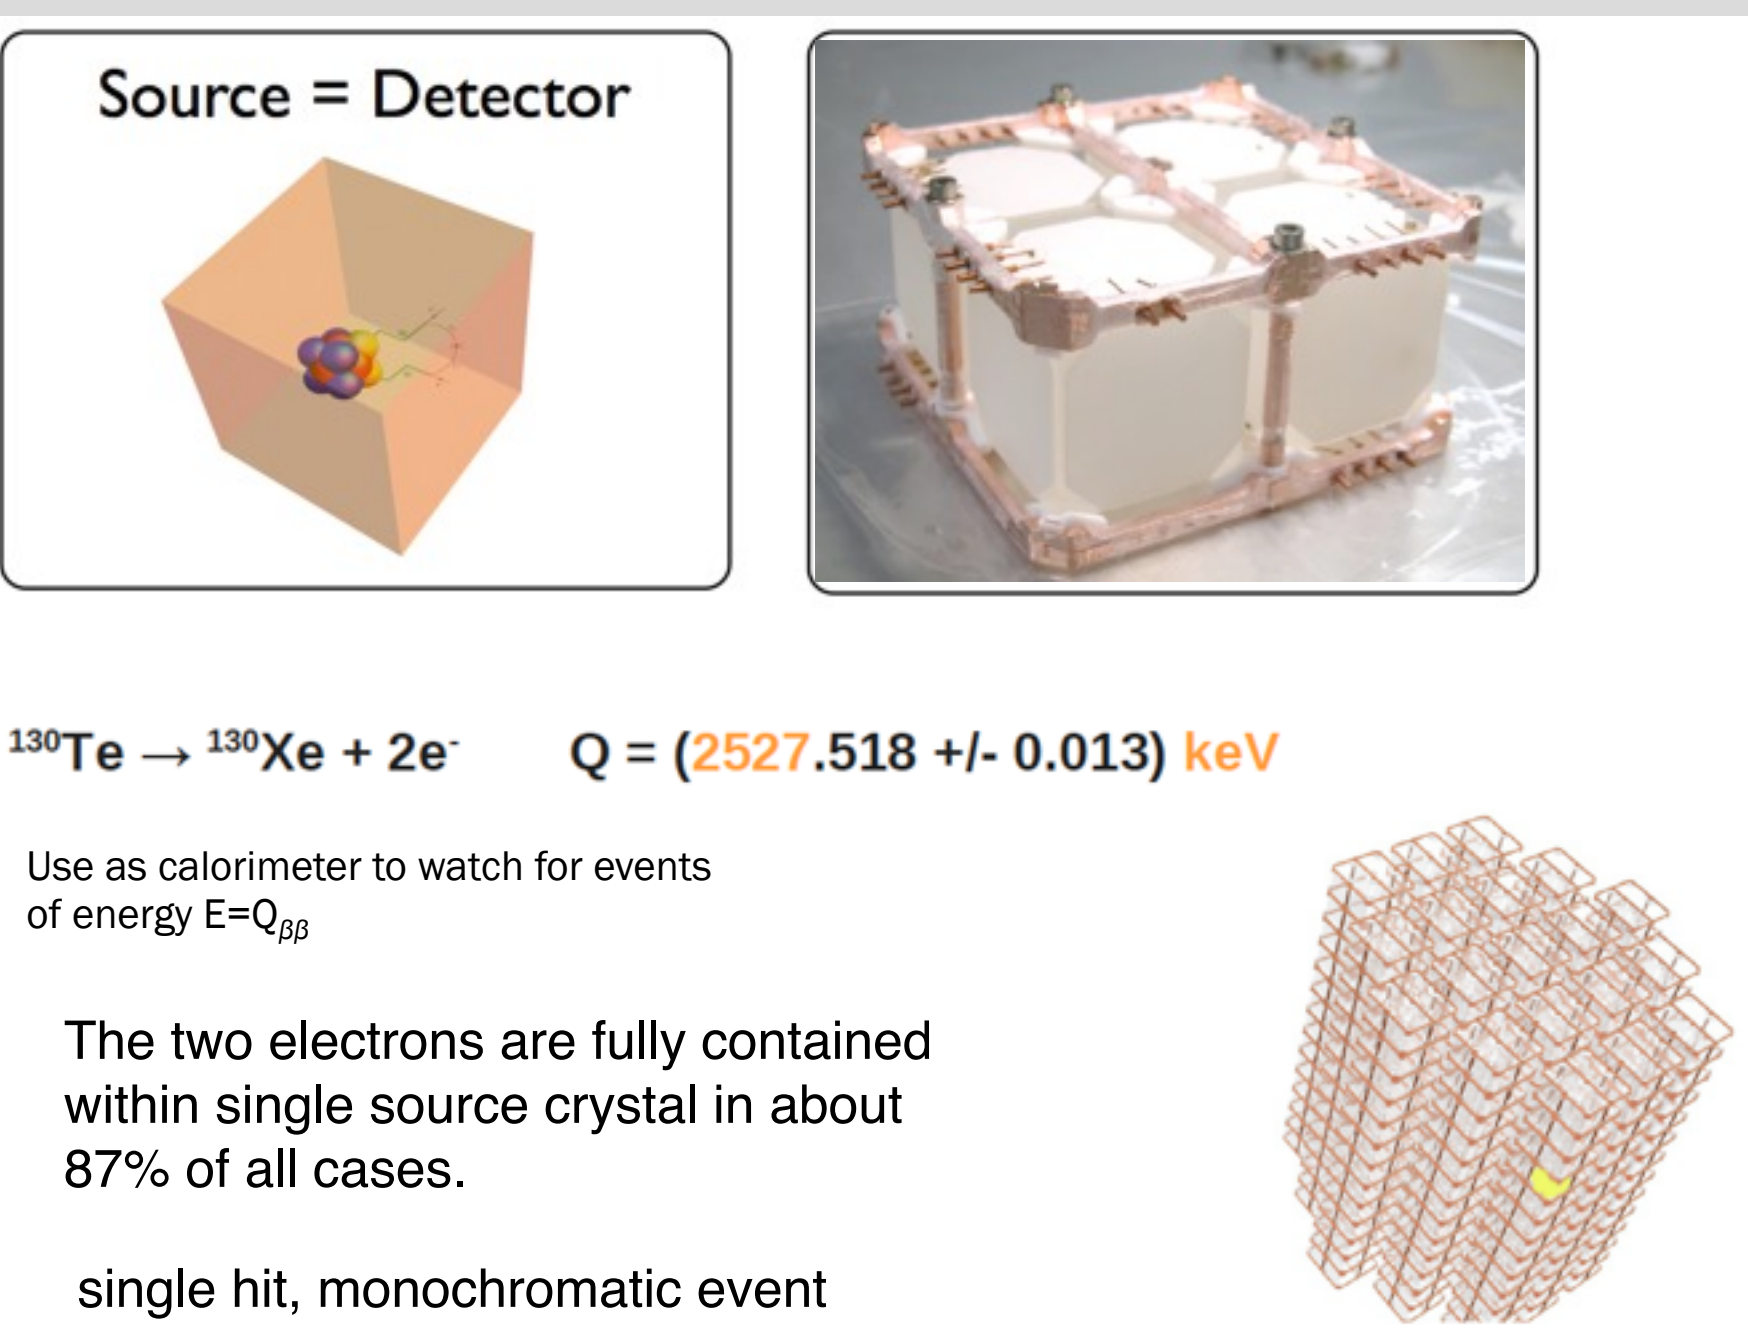 Source = Detector
¹³⁰Te → ¹³⁰Xe + 2e⁻ Q = (2527.518 +/- 0.013) keV
Use as calorimeter to watch for events
of energy E=Qββ
The two electrons are fully contained
within single source crystal in about
87% of all cases.
single hit, monochromatic event